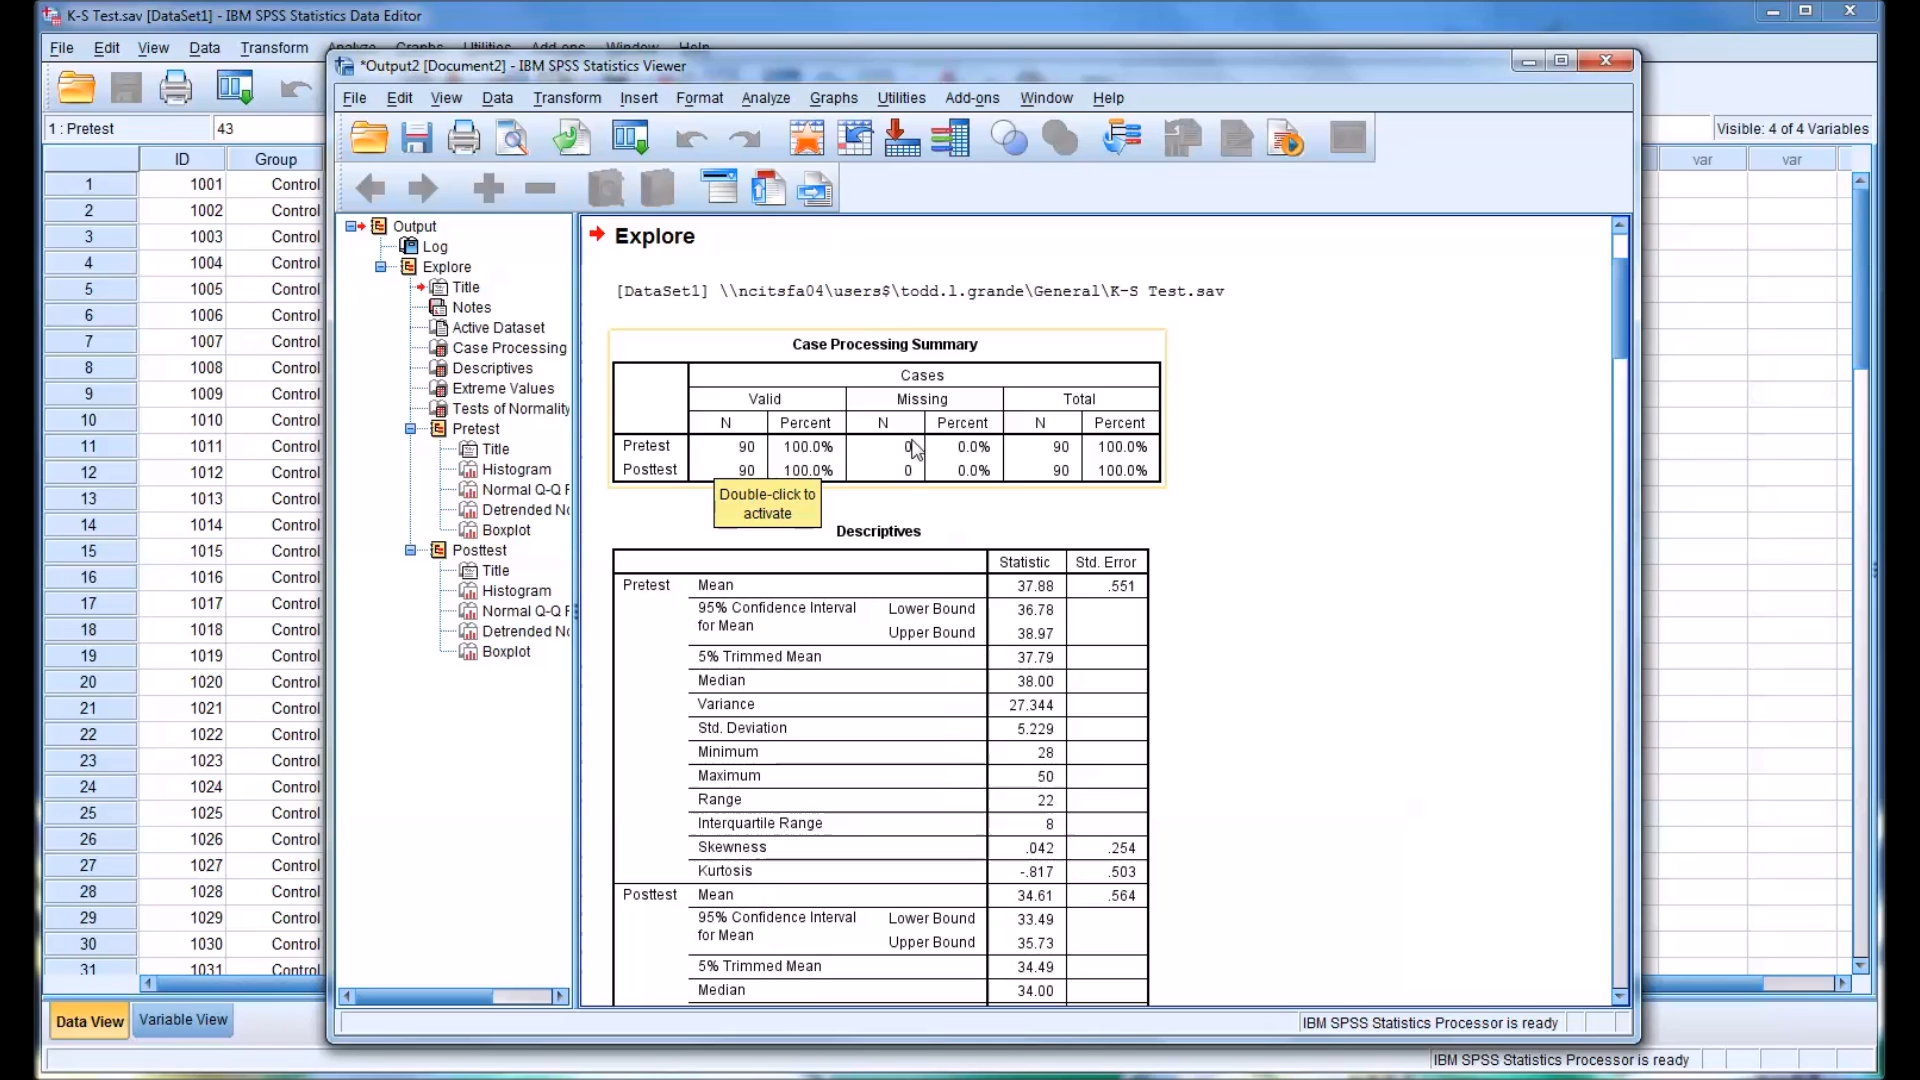 K-S Test.sav [DataSet1] - IBM SPSS Statistics Data Editor
File Edit View Data Transform Analyze Graphs Utilities Add-ons Window Help
1 : Pretest 43
Visible: 4 of 4 Variables
ID Group var var
1 1001 Control
2 1002 Control
3 1003 Control
4 1004 Control
5 1005 Control
6 1006 Control
7 1007 Control
8 1008 Control
9 1009 Control
10 1010 Control
11 1011 Control
12 1012 Control
13 1013 Control
14 1014 Control
15 1015 Control
16 1016 Control
17 1017 Control
18 1018 Control
19 1019 Control
20 1020 Control
21 1021 Control
22 1022 Control
23 1023 Control
24 1024 Control
25 1025 Control
26 1026 Control
27 1027 Control
28 1028 Control
29 1029 Control
30 1030 Control
31 1031 Control
Data View Variable View
IBM SPSS Statistics Processor is ready
*Output2 [Document2] - IBM SPSS Statistics Viewer
File Edit View Data Transform Insert Format Analyze Graphs Utilities Add-ons Window Help
Output
Log
Explore
Title
Notes
Active Dataset
Case Processing
Descriptives
Extreme Values
Tests of Normality
Pretest
Title
Histogram
Normal Q-Q P
Detrended No
Boxplot
Posttest
Title
Histogram
Normal Q-Q P
Detrended No
Boxplot
Explore
[DataSet1] \\ncitsfa04\users$\todd.l.grande\General\K-S Test.sav
Case Processing Summary
Cases
Valid Missing Total
N Percent N Percent N Percent
Pretest 90 100.0% 0 0.0% 90 100.0%
Posttest 90 100.0% 0 0.0% 90 100.0%
Double-click to
activate
Descriptives
Statistic Std. Error
Pretest Mean 37.88 .551
95% Confidence Interval Lower Bound 36.78
for Mean Upper Bound 38.97
5% Trimmed Mean 37.79
Median 38.00
Variance 27.344
Std. Deviation 5.229
Minimum 28
Maximum 50
Range 22
Interquartile Range 8
Skewness .042 .254
Kurtosis -.817 .503
Posttest Mean 34.61 .564
95% Confidence Interval Lower Bound 33.49
for Mean Upper Bound 35.73
5% Trimmed Mean 34.49
Median 34.00
IBM SPSS Statistics Processor is ready